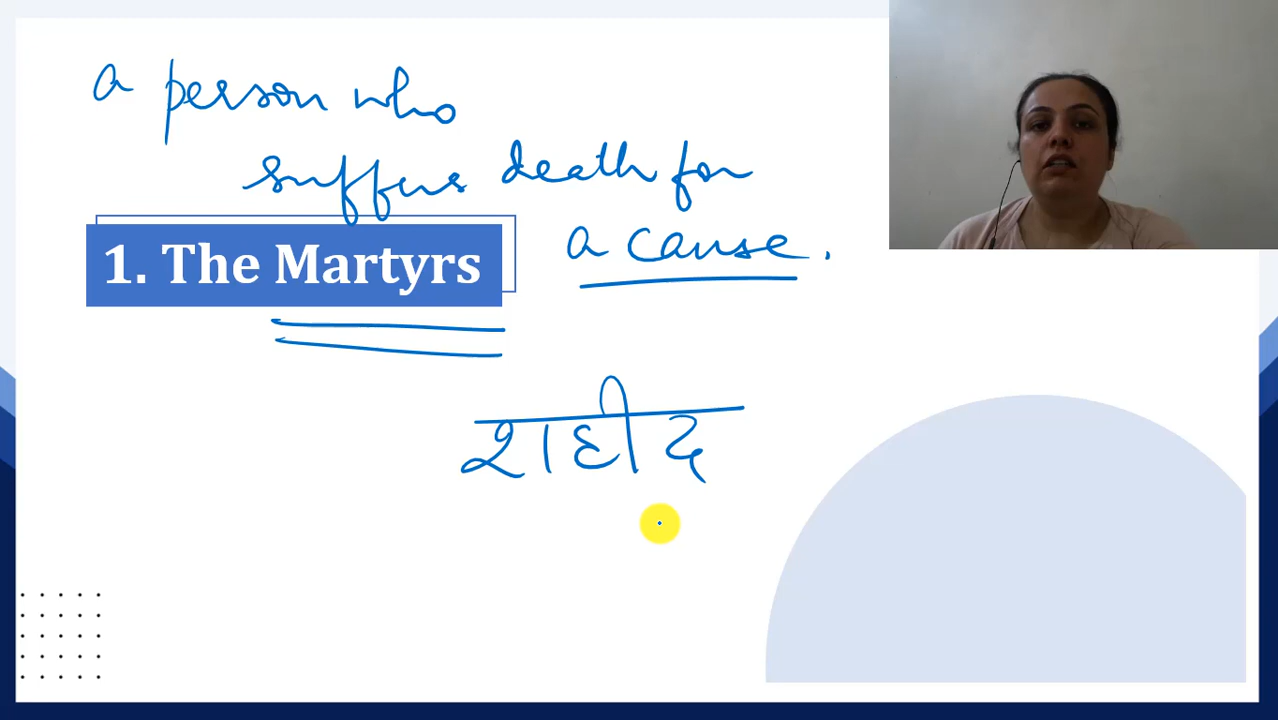 a person who
suffers death for
a cause.
1. The Martyrs
शहीद